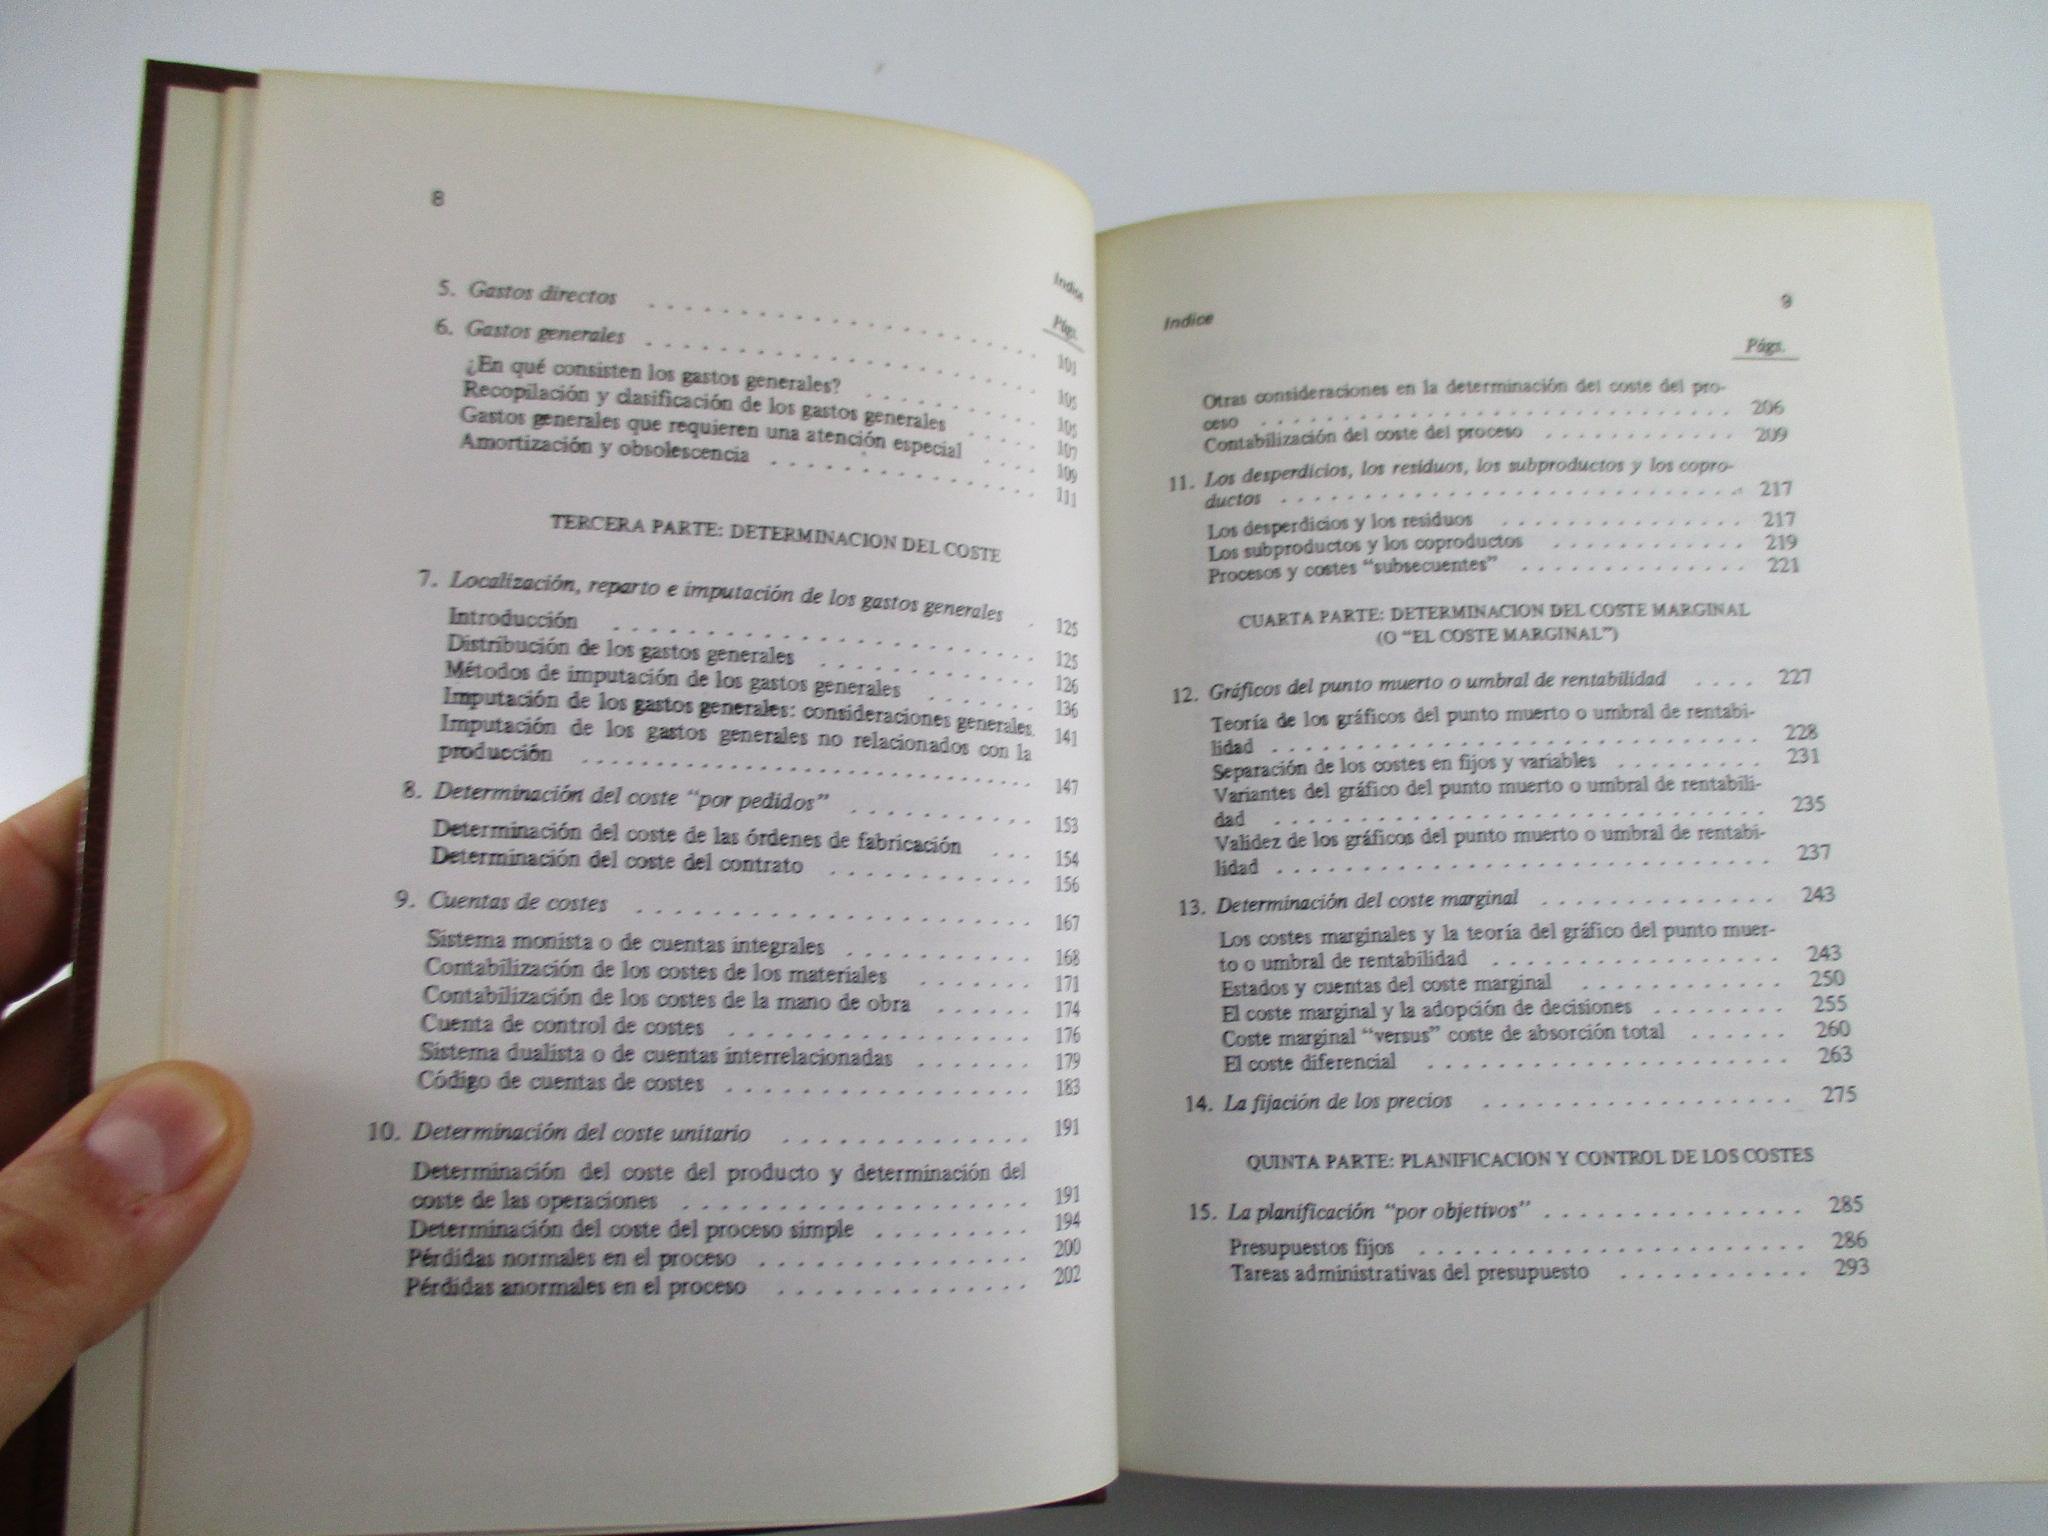 8
Indice
Págs.
5. Gastos directos . . . . . . . . . . . . . . . . . . . . . 101
6. Gastos generales . . . . . . . . . . . . . . . . . . . . . 105
¿En qué consisten los gastos generales? . . . . . . . . . 105
Recopilación y clasificación de los gastos generales . . . . 107
Gastos generales que requieren una atención especial . . . 109
Amortización y obsolescencia . . . . . . . . . . . . . . 111
TERCERA PARTE: DETERMINACION DEL COSTE
7. Localización, reparto e imputación de los gastos generales . 125
Introducción . . . . . . . . . . . . . . . . . . . . . 125
Distribución de los gastos generales . . . . . . . . . . . 126
Métodos de imputación de los gastos generales . . . . . . 136
Imputación de los gastos generales: consideraciones generales. 141
Imputación de los gastos generales no relacionados con la
producción . . . . . . . . . . . . . . . . . . . . . . 147
8. Determinación del coste “por pedidos” . . . . . . . . . . 153
Determinación del coste de las órdenes de fabricación . . . 154
Determinación del coste del contrato . . . . . . . . . . . 156
9. Cuentas de costes . . . . . . . . . . . . . . . . . . . . 167
Sistema monista o de cuentas integrales . . . . . . . . . 168
Contabilización de los costes de los materiales . . . . . . 171
Contabilización de los costes de la mano de obra . . . . . 174
Cuenta de control de costes . . . . . . . . . . . . . . . 176
Sistema dualista o de cuentas interrelacionadas . . . . . . 179
Código de cuentas de costes . . . . . . . . . . . . . . . 183
10. Determinación del coste unitario . . . . . . . . . . . . . 191
Determinación del coste del producto y determinación del
coste de las operaciones . . . . . . . . . . . . . . . . . 191
Determinación del coste del proceso simple . . . . . . . . 194
Pérdidas normales en el proceso . . . . . . . . . . . . . 200
Pérdidas anormales en el proceso . . . . . . . . . . . . . 202
Indice
9
Págs.
Otras consideraciones en la determinación del coste del pro-
ceso . . . . . . . . . . . . . . . . . . . . . . . . . . 206
Contabilización del coste del proceso . . . . . . . . . . . 209
11. Los desperdicios, los residuos, los subproductos y los copro-
ductos . . . . . . . . . . . . . . . . . . . . . . . . . 217
Los desperdicios y los residuos . . . . . . . . . . . . . . 217
Los subproductos y los coproductos . . . . . . . . . . . 219
Procesos y costes “subsecuentes” . . . . . . . . . . . . . 221
CUARTA PARTE: DETERMINACION DEL COSTE MARGINAL
(O “EL COSTE MARGINAL”)
12. Gráficos del punto muerto o umbral de rentabilidad . . . . 227
Teoría de los gráficos del punto muerto o umbral de rentabi-
lidad . . . . . . . . . . . . . . . . . . . . . . . . . . 228
Separación de los costes en fijos y variables . . . . . . . . 231
Variantes del gráfico del punto muerto o umbral de rentabili-
dad . . . . . . . . . . . . . . . . . . . . . . . . . . 235
Validez de los gráficos del punto muerto o umbral de rentabi-
lidad . . . . . . . . . . . . . . . . . . . . . . . . . . 237
13. Determinación del coste marginal . . . . . . . . . . . . . 243
Los costes marginales y la teoría del gráfico del punto muer-
to o umbral de rentabilidad . . . . . . . . . . . . . . . 243
Estados y cuentas del coste marginal . . . . . . . . . . . 250
El coste marginal y la adopción de decisiones . . . . . . . 255
Coste marginal “versus” coste de absorción total . . . . . . 260
El coste diferencial . . . . . . . . . . . . . . . . . . . 263
14. La fijación de los precios . . . . . . . . . . . . . . . . . 275
QUINTA PARTE: PLANIFICACION Y CONTROL DE LOS COSTES
15. La planificación “por objetivos” . . . . . . . . . . . . . . 285
Presupuestos fijos . . . . . . . . . . . . . . . . . . . . 286
Tareas administrativas del presupuesto . . . . . . . . . . 293